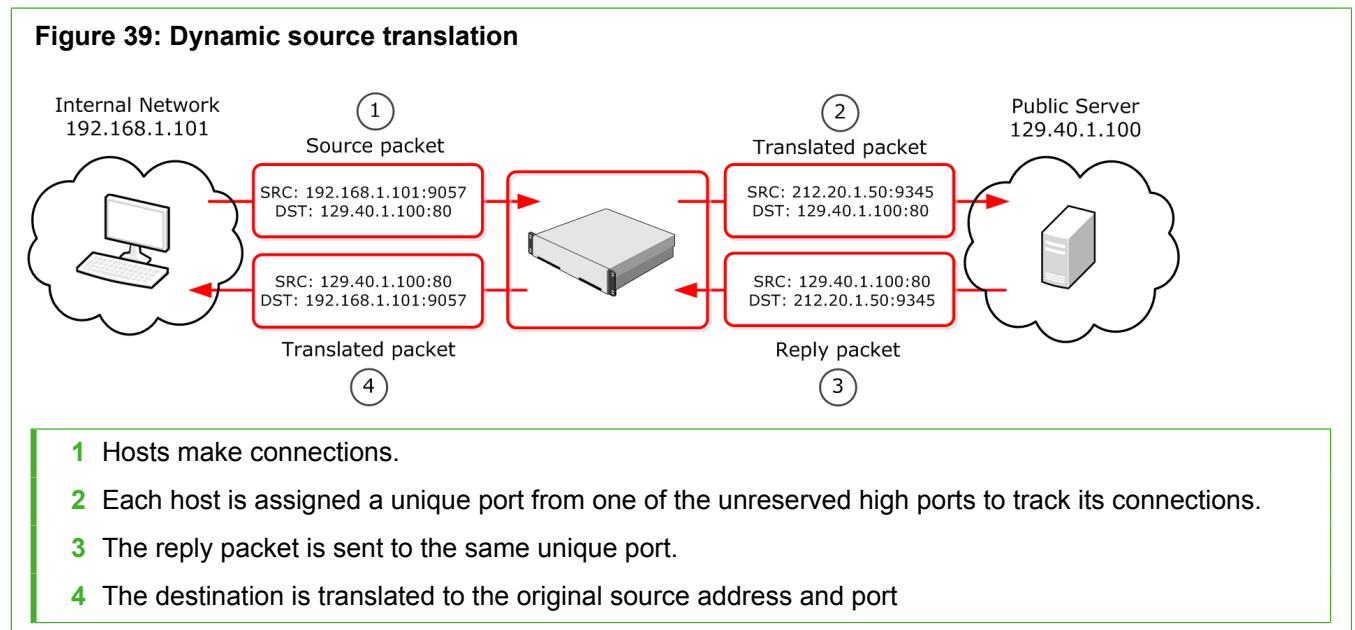 Figure 39: Dynamic source translation
Internal Network
192.168.1.101
1
Source packet
2
Translated packet
Public Server
129.40.1.100
SRC: 192.168.1.101:9057
DST: 129.40.1.100:80
SRC: 212.20.1.50:9345
DST: 129.40.1.100:80
SRC: 129.40.1.100:80
DST: 192.168.1.101:9057
SRC: 129.40.1.100:80
DST: 212.20.1.50:9345
Translated packet
4
Reply packet
3
1 Hosts make connections.
2 Each host is assigned a unique port from one of the unreserved high ports to track its connections.
3 The reply packet is sent to the same unique port.
4 The destination is translated to the original source address and port